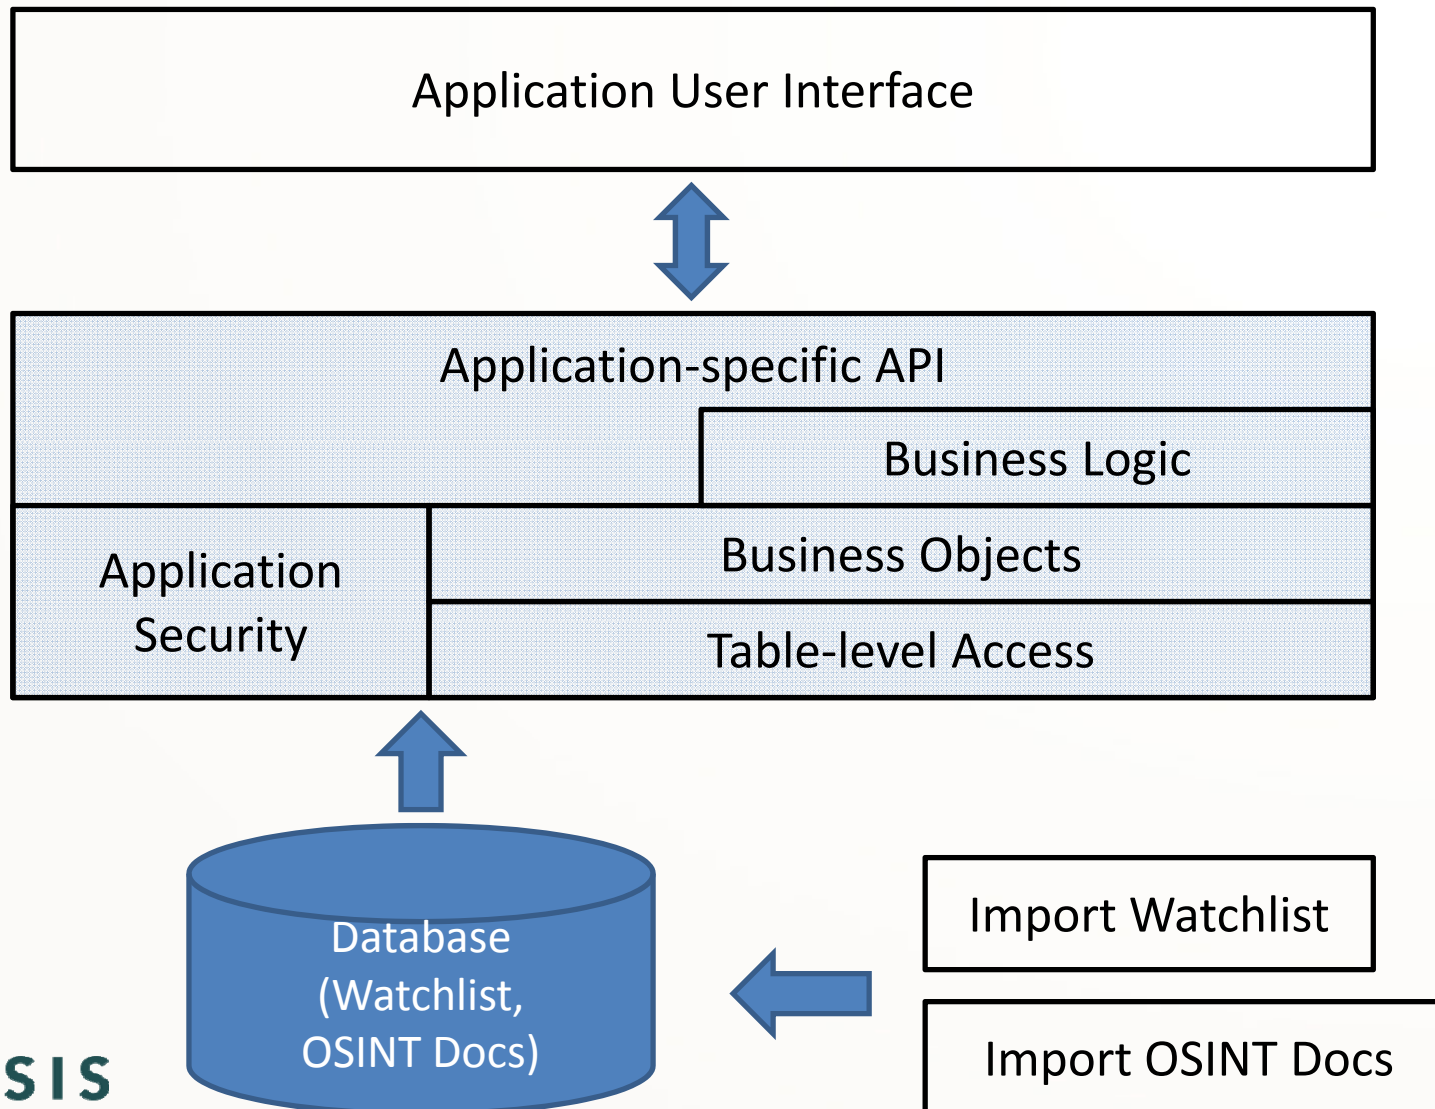 Application User Interface
Application-specific API
Business Logic
Application
Security
Business Objects
Table-level Access
Database
(Watchlist,
OSINT Docs)
Import Watchlist
Import OSINT Docs
SIS